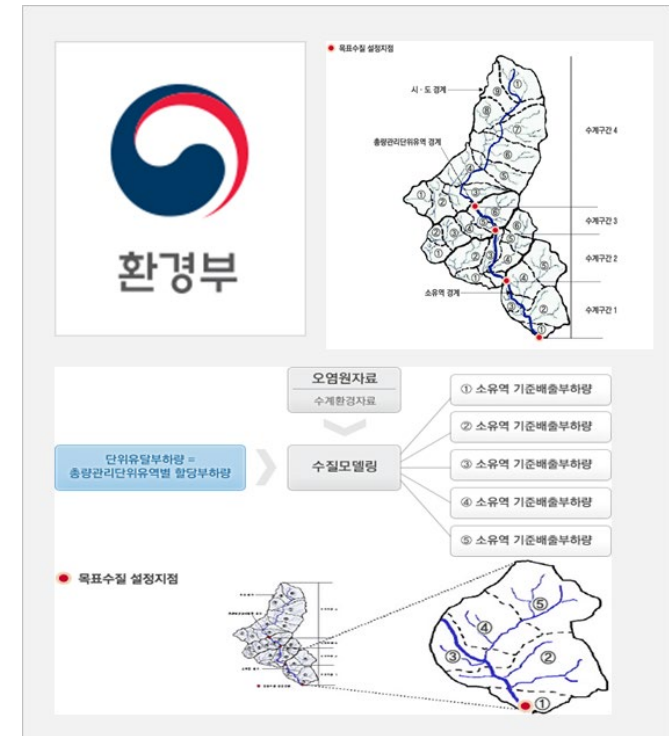 환경부
목표수질 설정지점
시 · 도 경계
총량관리단위유역 경계
소유역 경계
수계구간 4
수계구간 3
수계구간 2
수계구간 1
오염원자료
수계환경자료
단위유달부하량 =
총량관리단위유역별 할당부하량
수질모델링
① 소유역 기준배출부하량
② 소유역 기준배출부하량
③ 소유역 기준배출부하량
④ 소유역 기준배출부하량
⑤ 소유역 기준배출부하량
목표수질 설정지점
⑤
④
③
②
①